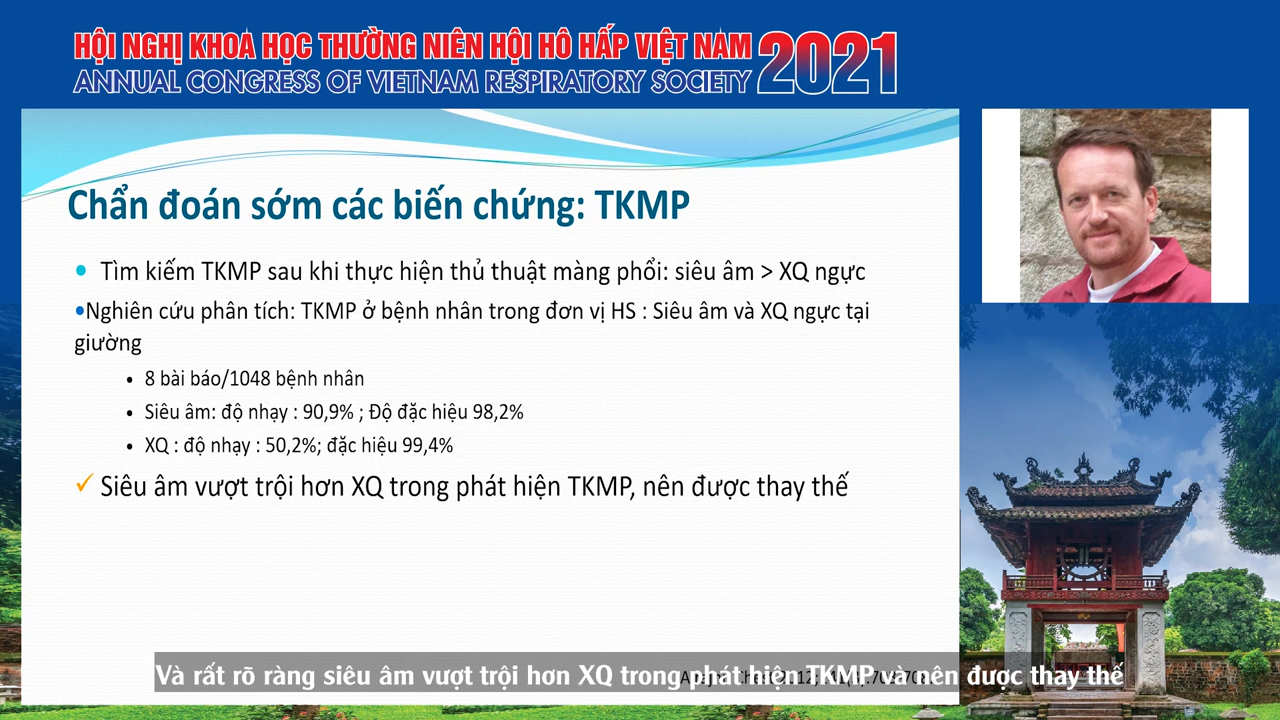 HỘI NGHỊ KHOA HỌC THƯỜNG NIÊN HỘI HÔ HẤP VIỆT NAM 2021
ANNUAL CONGRESS OF VIETNAM RESPIRATORY SOCIETY
Chẩn đoán sớm các biến chứng: TKMP
• Tìm kiếm TKMP sau khi thực hiện thủ thuật màng phổi: siêu âm > XQ ngực
•Nghiên cứu phân tích: TKMP ở bệnh nhân trong đơn vị HS : Siêu âm và XQ ngực tại
giường
• 8 bài báo/1048 bệnh nhân
• Siêu âm: độ nhạy : 90,9% ; Độ đặc hiệu 98,2%
• XQ : độ nhạy : 50,2%; đặc hiệu 99,4%
✓ Siêu âm vượt trội hơn XQ trong phát hiện TKMP, nên được thay thế
Và rất rõ ràng siêu âm vượt trội hơn XQ trong phát hiện TKMP và nên được thay thế